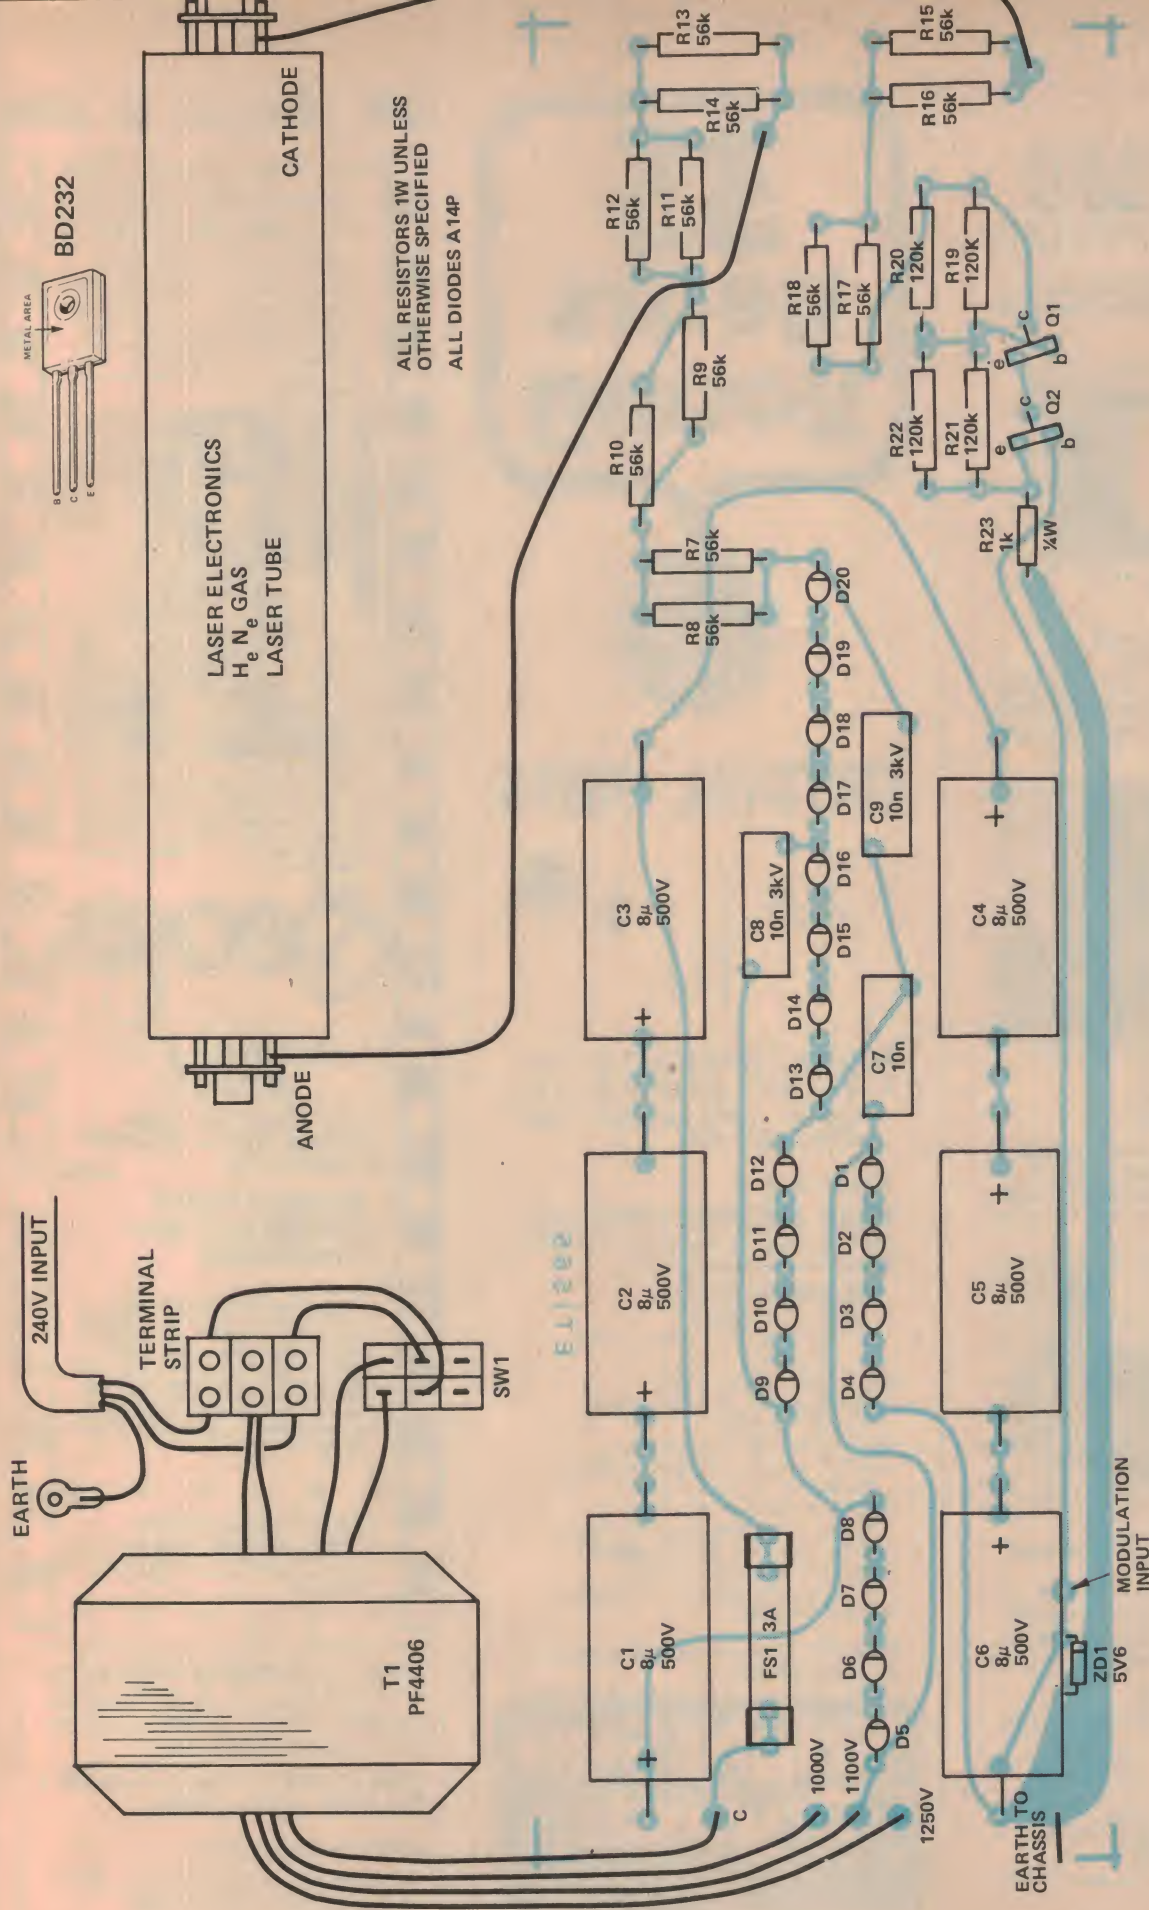 METAL AREA
BD232
B
C
E
CATHODE
LASER ELECTRONICS
He Ne GAS
LASER TUBE
ANODE
ALL RESISTORS 1W UNLESS
OTHERWISE SPECIFIED
ALL DIODES A14P
240V INPUT
EARTH
TERMINAL
STRIP
SW1
T1
PF4406
R13
56k
R14
56k
R15
56k
R16
56k
R12
56k
R11
56k
R18
56k
R17
56k
R20
120k
R19
120K
R10
56k
R9
56k
R22
120k
R21
120k
e
c
b
Q1
e
c
b
Q2
R23
1k
¼W
R7
56k
R8
56k
D20
D19
D18
D17
D16
D15
D14
D13
C3
8µ
500V
+
C8
10n 3kV
C9
10n 3kV
C7
10n
C4
8µ
500V
+
ETI566
C2
8µ
500V
+
D12
D11
D10
D9
D1
D2
D3
D4
C5
8µ
500V
+
C1
8µ
500V
+
FS1 3A
D8
D7
D6
D5
C6
8µ
500V
+
ZD1
5V6
MODULATION
INPUT
C
1000V
1100V
1250V
EARTH TO
CHASSIS